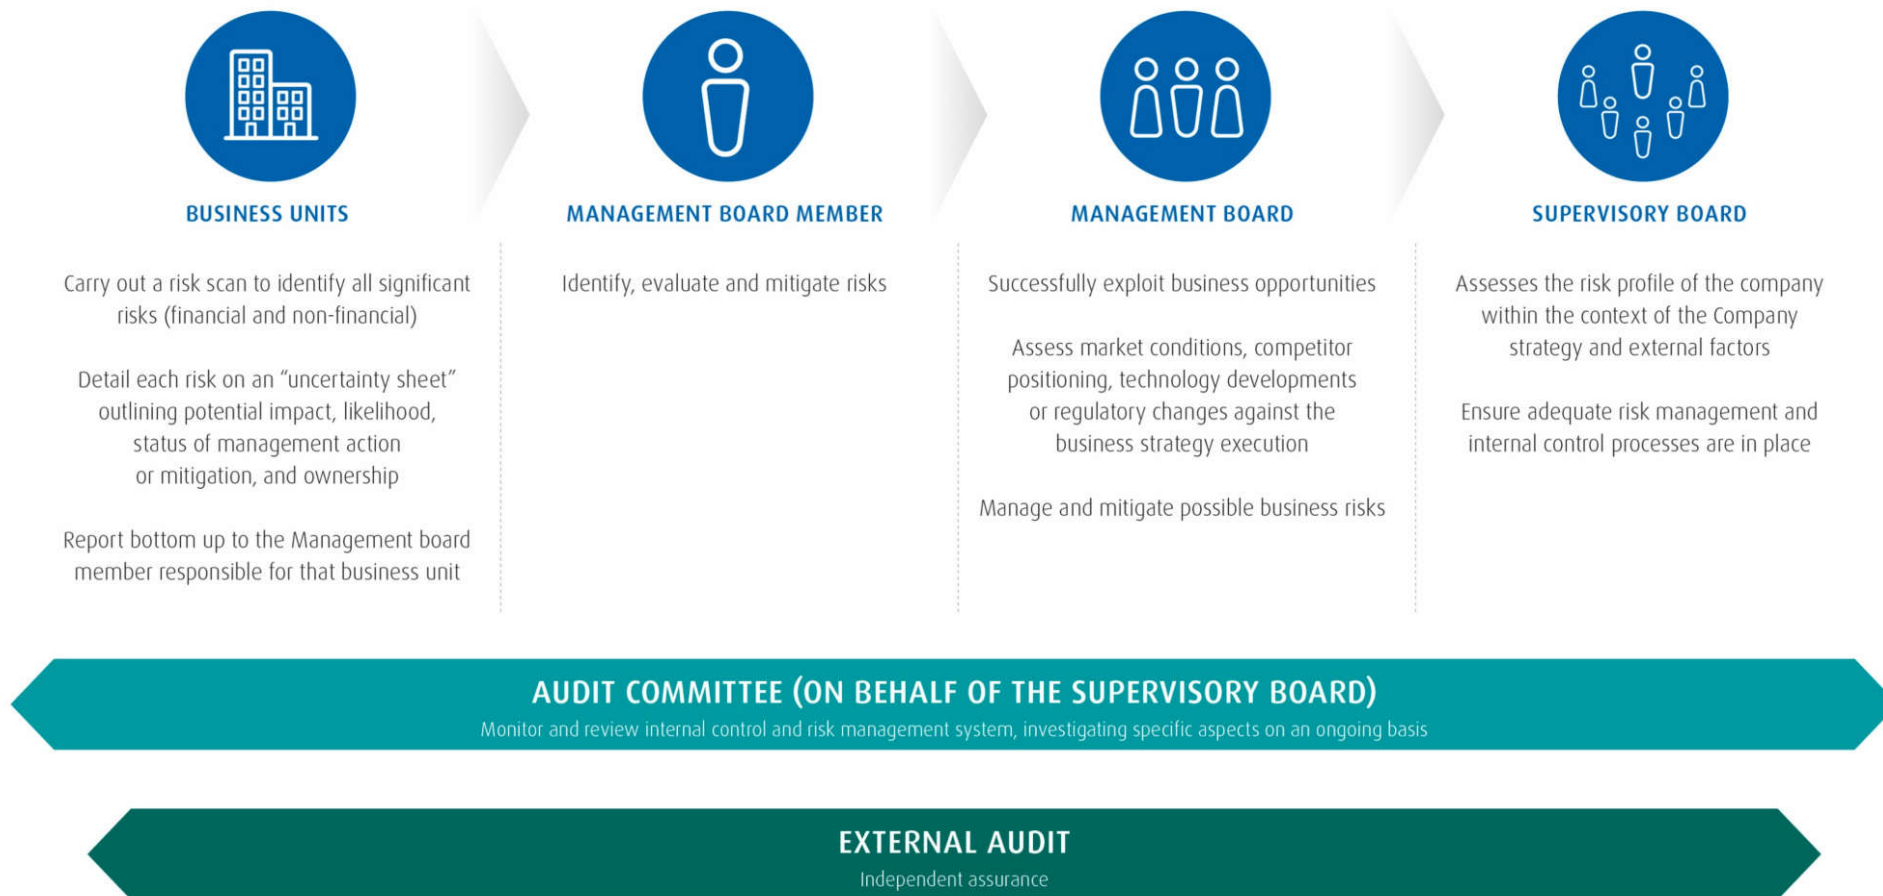 BUSINESS UNITS
Carry out a risk scan to identify all significant
risks (financial and non-financial)
Detail each risk on an “uncertainty sheet”
outlining potential impact, likelihood,
status of management action
or mitigation, and ownership
Report bottom up to the Management board
member responsible for that business unit
MANAGEMENT BOARD MEMBER
Identify, evaluate and mitigate risks
MANAGEMENT BOARD
Successfully exploit business opportunities
Assess market conditions, competitor
positioning, technology developments
or regulatory changes against the
business strategy execution
Manage and mitigate possible business risks
SUPERVISORY BOARD
Assesses the risk profile of the company
within the context of the Company
strategy and external factors
Ensure adequate risk management and
internal control processes are in place
AUDIT COMMITTEE (ON BEHALF OF THE SUPERVISORY BOARD)
Monitor and review internal control and risk management system, investigating specific aspects on an ongoing basis
EXTERNAL AUDIT
Independent assurance